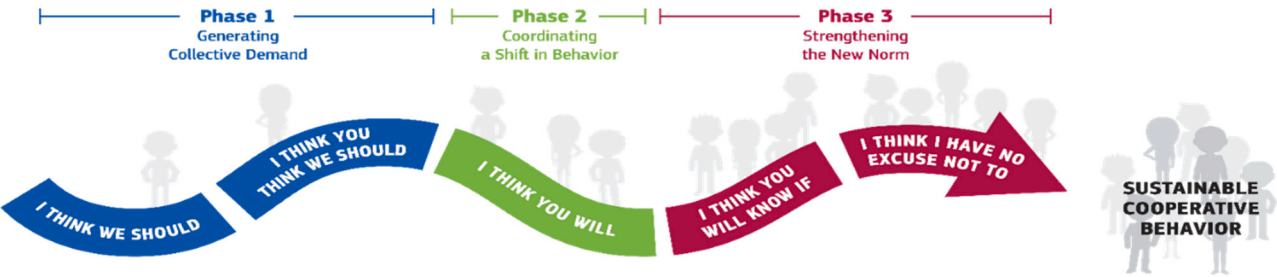 Phase 1
Generating
Collective Demand
Phase 2
Coordinating
a Shift in Behavior
Phase 3
Strengthening
the New Norm
I THINK WE SHOULD
I THINK YOU
THINK WE SHOULD
I THINK YOU WILL
I THINK YOU
WILL KNOW IF
I THINK I HAVE NO
EXCUSE NOT TO
SUSTAINABLE
COOPERATIVE
BEHAVIOR